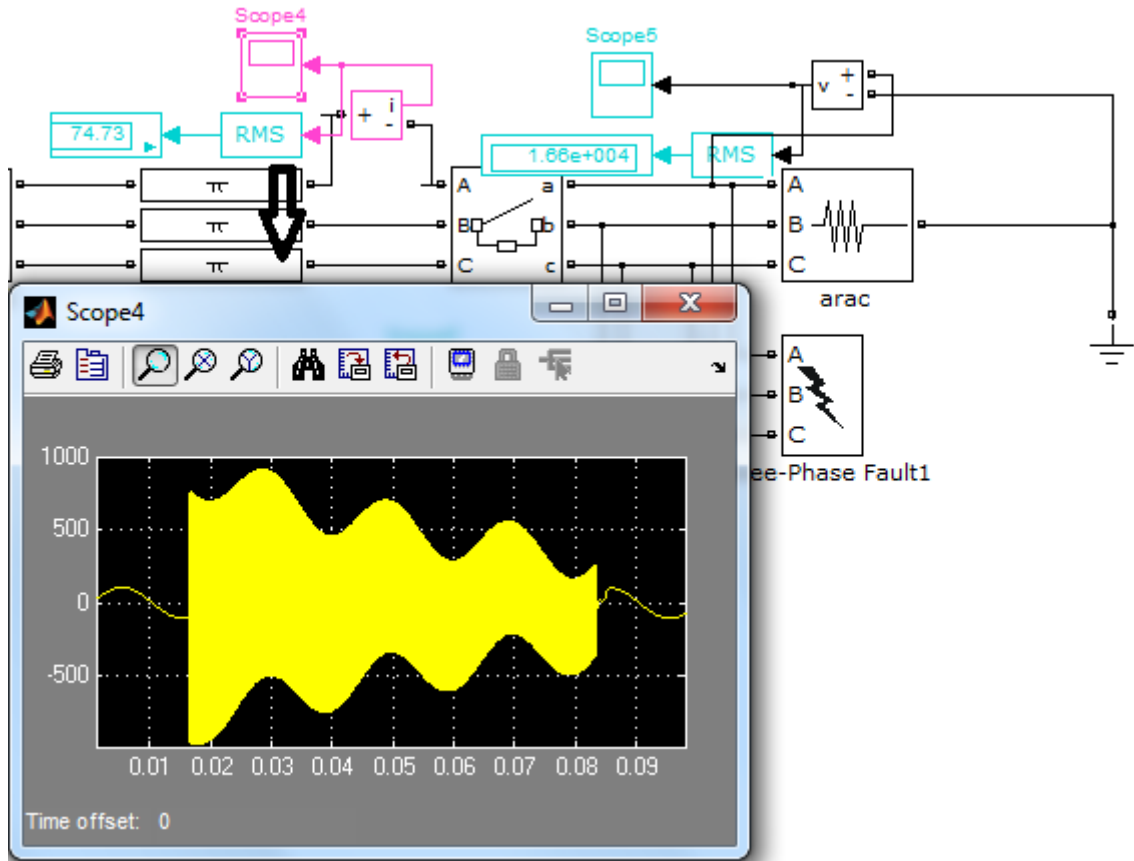 Scope4
Scope5
i
+
-
v
+
-
74.73
RMS
1.66e+004
RMS
π
A
a
A
π
B
b
B
π
C
c
C
arac
Scope4
A
B
C
ee-Phase Fault1
1000
500
0
-500
0.01 0.02 0.03 0.04 0.05 0.06 0.07 0.08 0.09
Time offset: 0